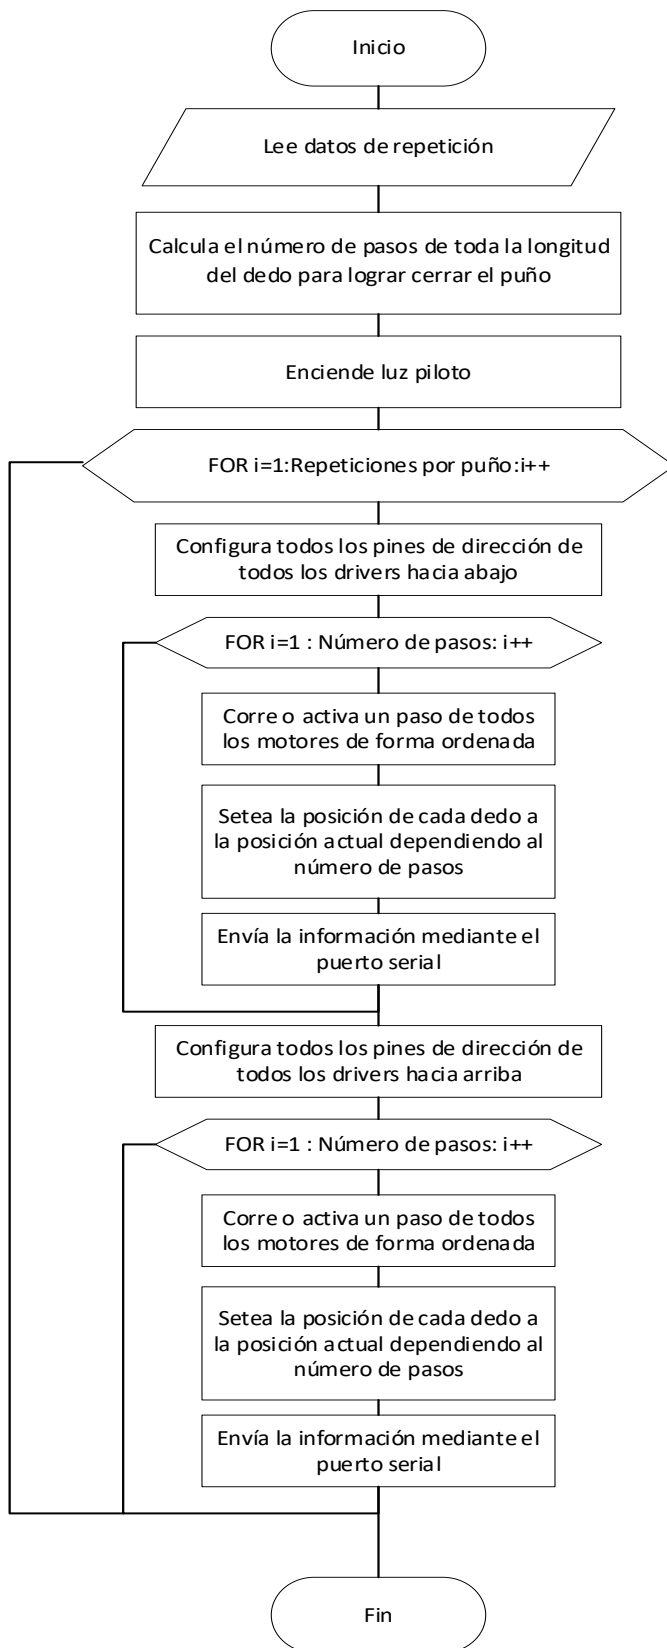 Inicio
Lee datos de repetición
Calcula el número de pasos de toda la longitud
del dedo para lograr cerrar el puño
Enciende luz piloto
FOR i=1:Repeticiones por puño:i++
Configura todos los pines de dirección de
todos los drivers hacia abajo
FOR i=1 : Número de pasos: i++
Corre o activa un paso de todos
los motores de forma ordenada
Setea la posición de cada dedo a
la posición actual dependiendo al
número de pasos
Envía la información mediante el
puerto serial
Configura todos los pines de dirección de
todos los drivers hacia arriba
FOR i=1 : Número de pasos: i++
Corre o activa un paso de todos
los motores de forma ordenada
Setea la posición de cada dedo a
la posición actual dependiendo al
número de pasos
Envía la información mediante el
puerto serial
Fin